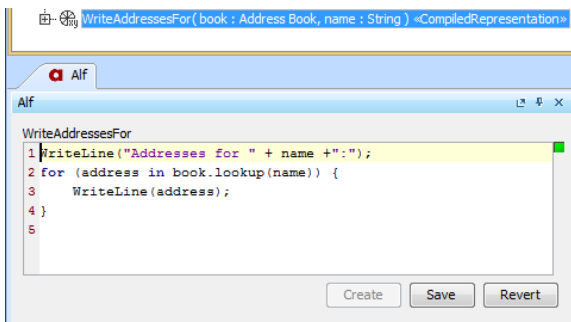 WriteAddressesFor( book : Address Book, name : String ) «CompiledRepresentation»
a Alf
Alf
WriteAddressesFor
1 WriteLine("Addresses for " + name +":");
2 for (address in book.lookup(name)) {
3 WriteLine(address);
4 }
5
Create Save Revert